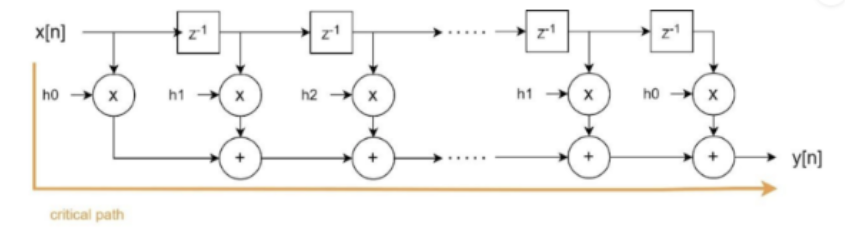 x[n] z-1 z-1 ..... z-1 z-1
h0 x h1 x h2 x h1 x h0 x
+ + ..... + + y[n]
critical path